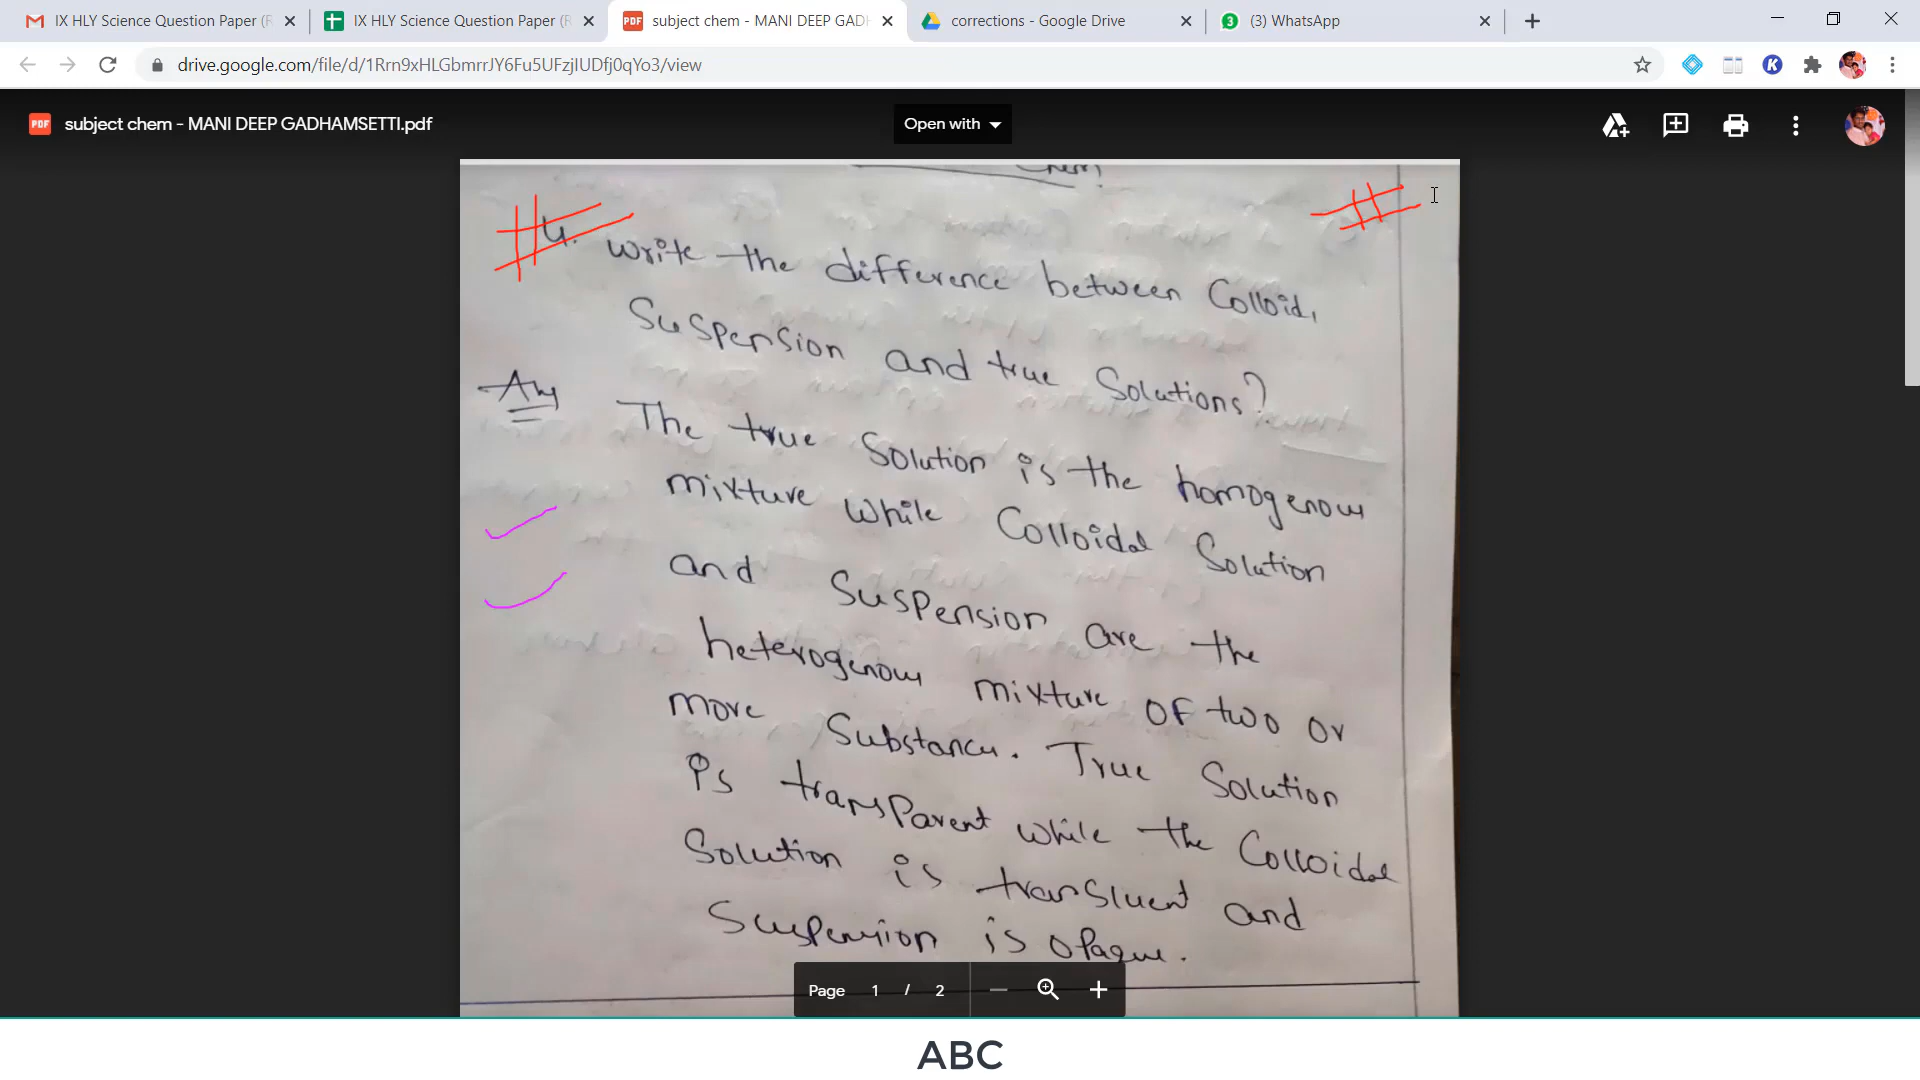 IX HLY Science Question Paper (R
IX HLY Science Question Paper (R
PDF subject chem - MANI DEEP GADH
corrections - Google Drive
3 (3) WhatsApp
drive.google.com/file/d/1Rrn9xHLGbmrrJY6Fu5UFzjIUDfj0qYo3/view
K
PDF subject chem - MANI DEEP GADHAMSETTI.pdf
Open with
4. Write the difference between Colloid,
Suspension and true Solutions?
Ans The true Solution is the homogenous
mixture while Colloidal Solution
and Suspension are the
heterogenous mixture of two or
more Substance. True Solution
is transparent while the Colloidal
Solution is transluent and
Suspension is opaque.
Page 1 / 2
ABC